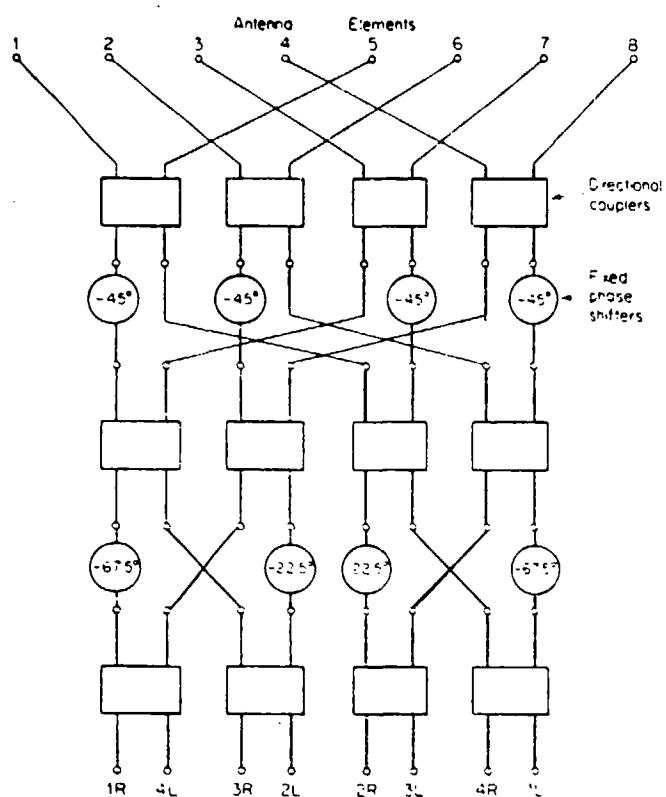 Antenna Elements
1 2 3 4 5 6 7 8
Directional
couplers
-45° -45° -45° -45°
Fixed
phase
shifters
-67.5° -22.5° 22.5° -67.5°
1R 4L 3R 2L 2R 3L 4R 1L